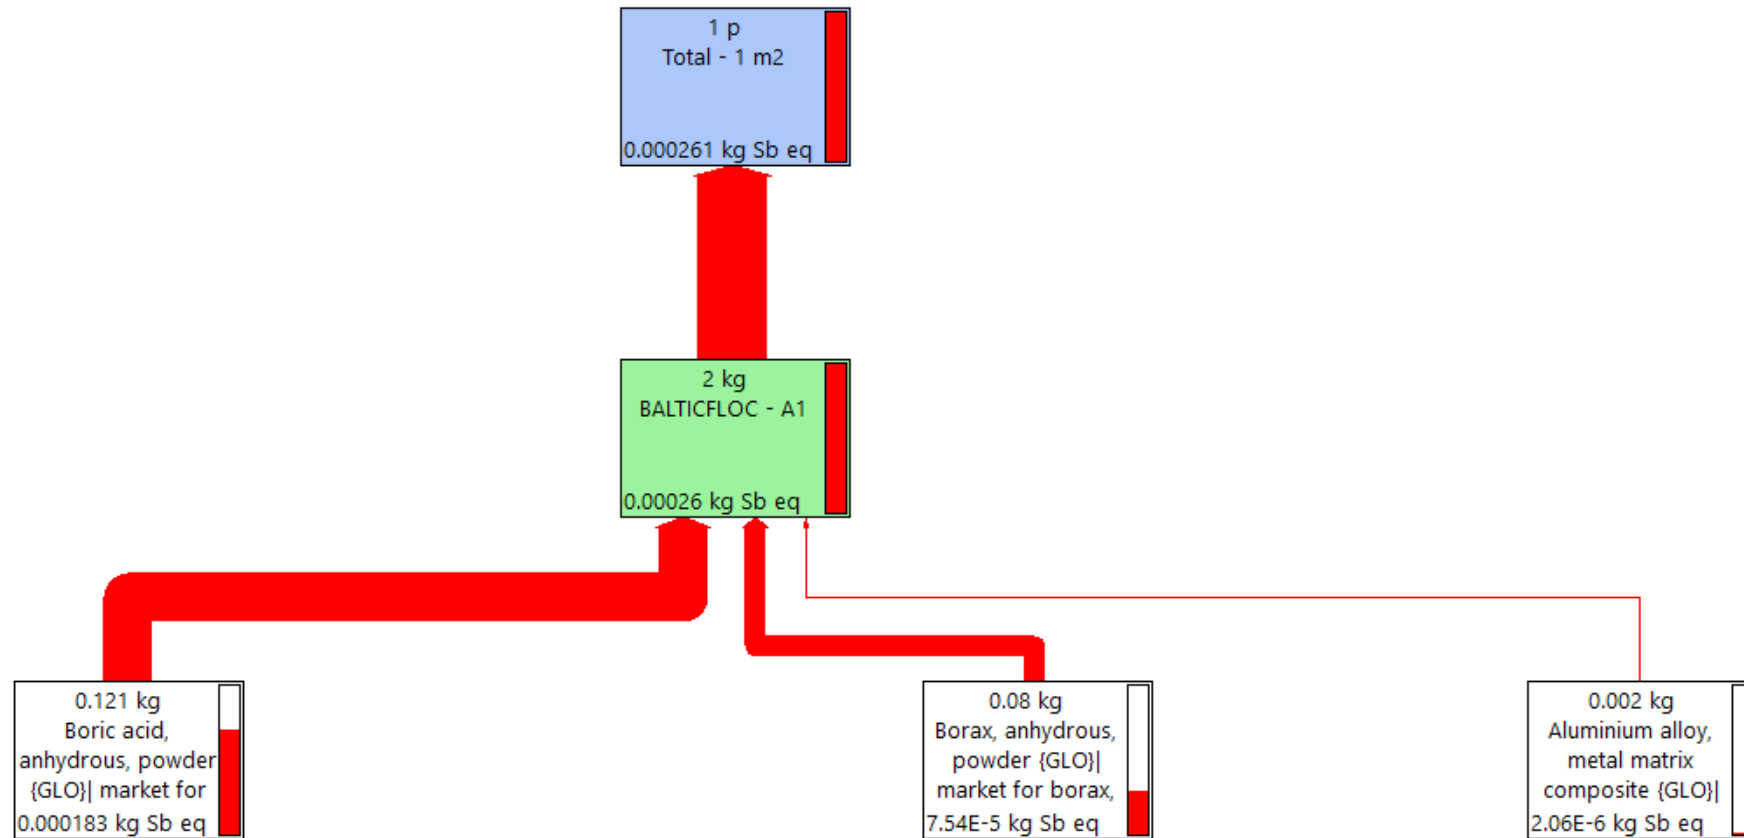 1 p
Total - 1 m2
0.000261 kg Sb eq
2 kg
BALTICFLOC - A1
0.00026 kg Sb eq
0.121 kg
Boric acid,
anhydrous, powder
{GLO}| market for
0.000183 kg Sb eq
0.08 kg
Borax, anhydrous,
powder {GLO}|
market for borax,
7.54E-5 kg Sb eq
0.002 kg
Aluminium alloy,
metal matrix
composite {GLO}|
2.06E-6 kg Sb eq